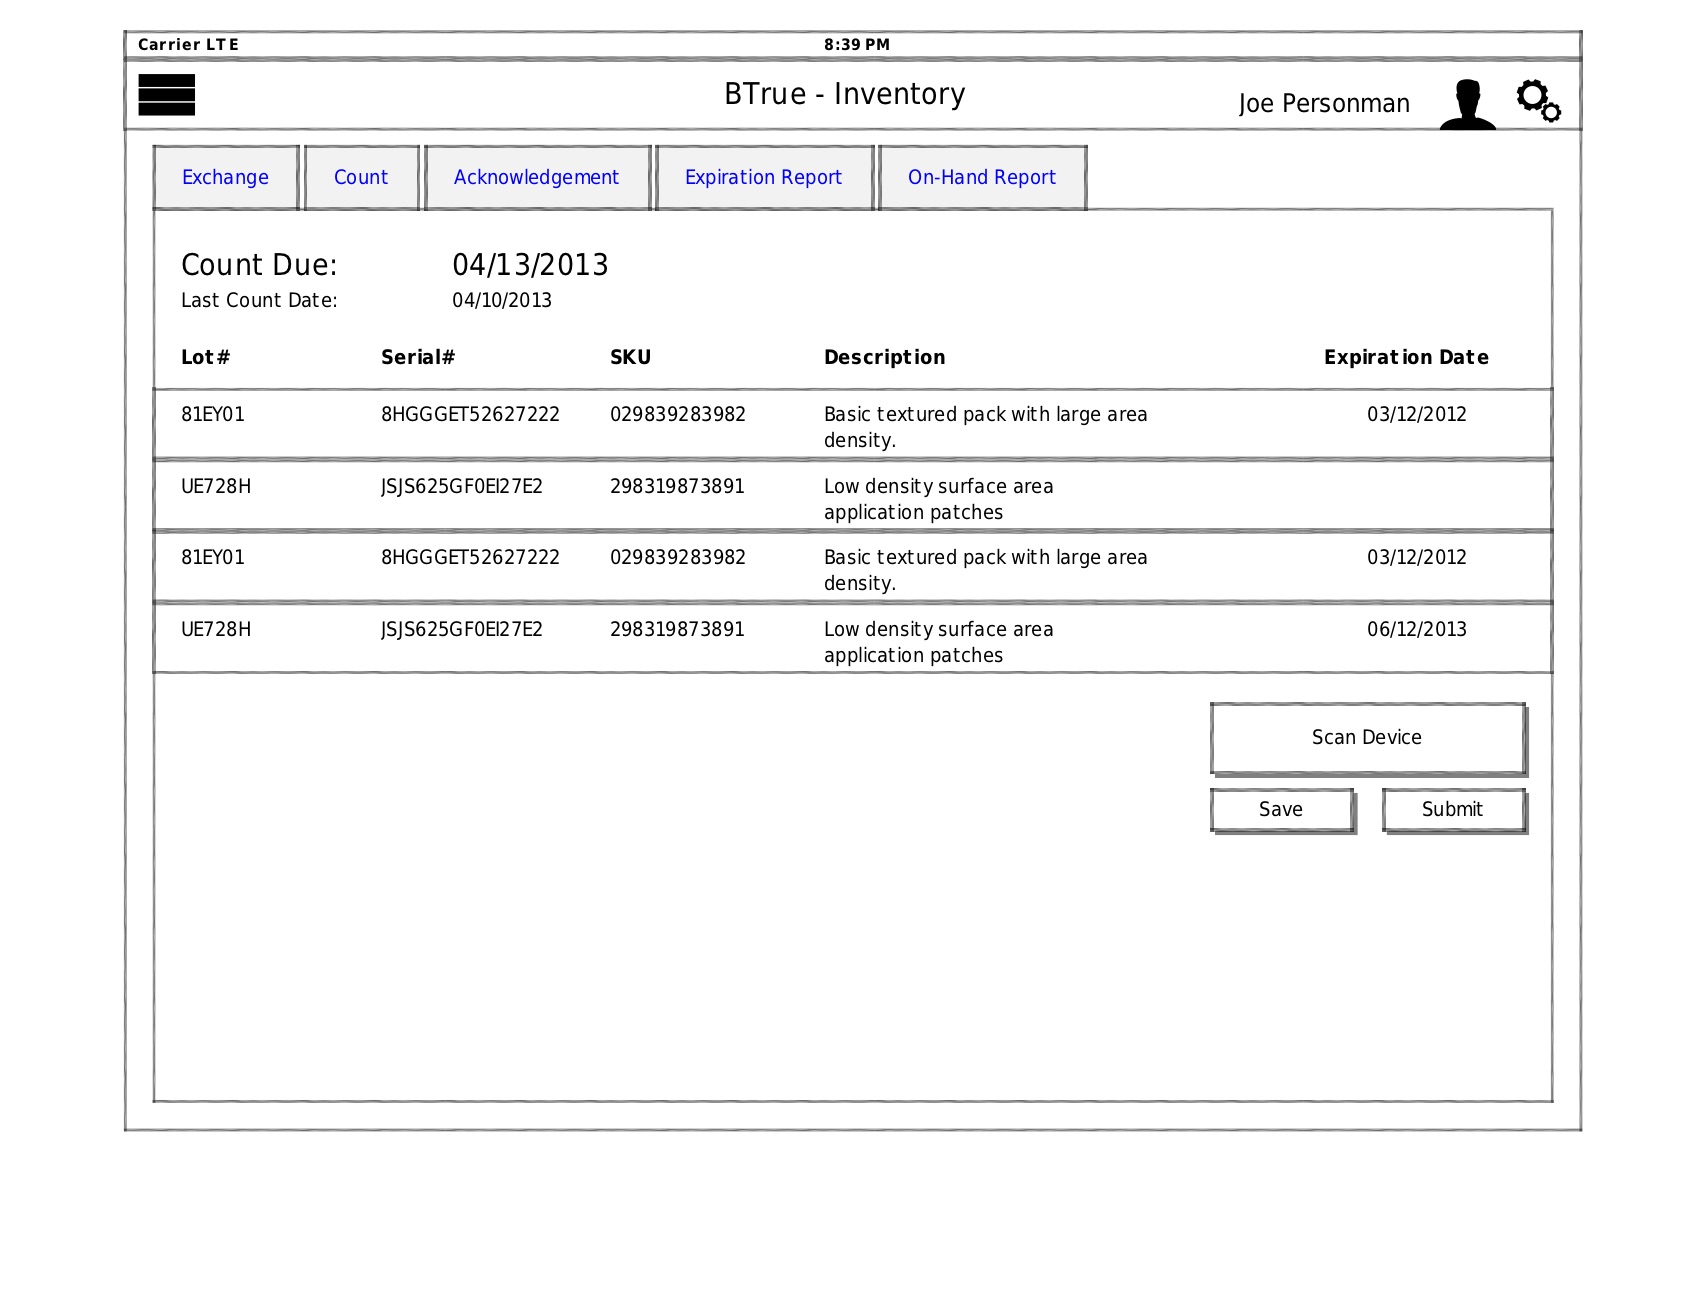 Carrier LTE 8:39 PM
BTrue - Inventory Joe Personman
Exchange Count Acknowledgement Expiration Report On-Hand Report
Count Due: 04/13/2013
Last Count Date: 04/10/2013
Lot# Serial# SKU Description Expiration Date
81EY01 8HGGGET52627222 029839283982 Basic textured pack with large area 03/12/2012
density.
UE728H JSJS625GF0EI27E2 298319873891 Low density surface area
application patches
81EY01 8HGGGET52627222 029839283982 Basic textured pack with large area 03/12/2012
density.
UE728H JSJS625GF0EI27E2 298319873891 Low density surface area 06/12/2013
application patches
Scan Device
Save Submit